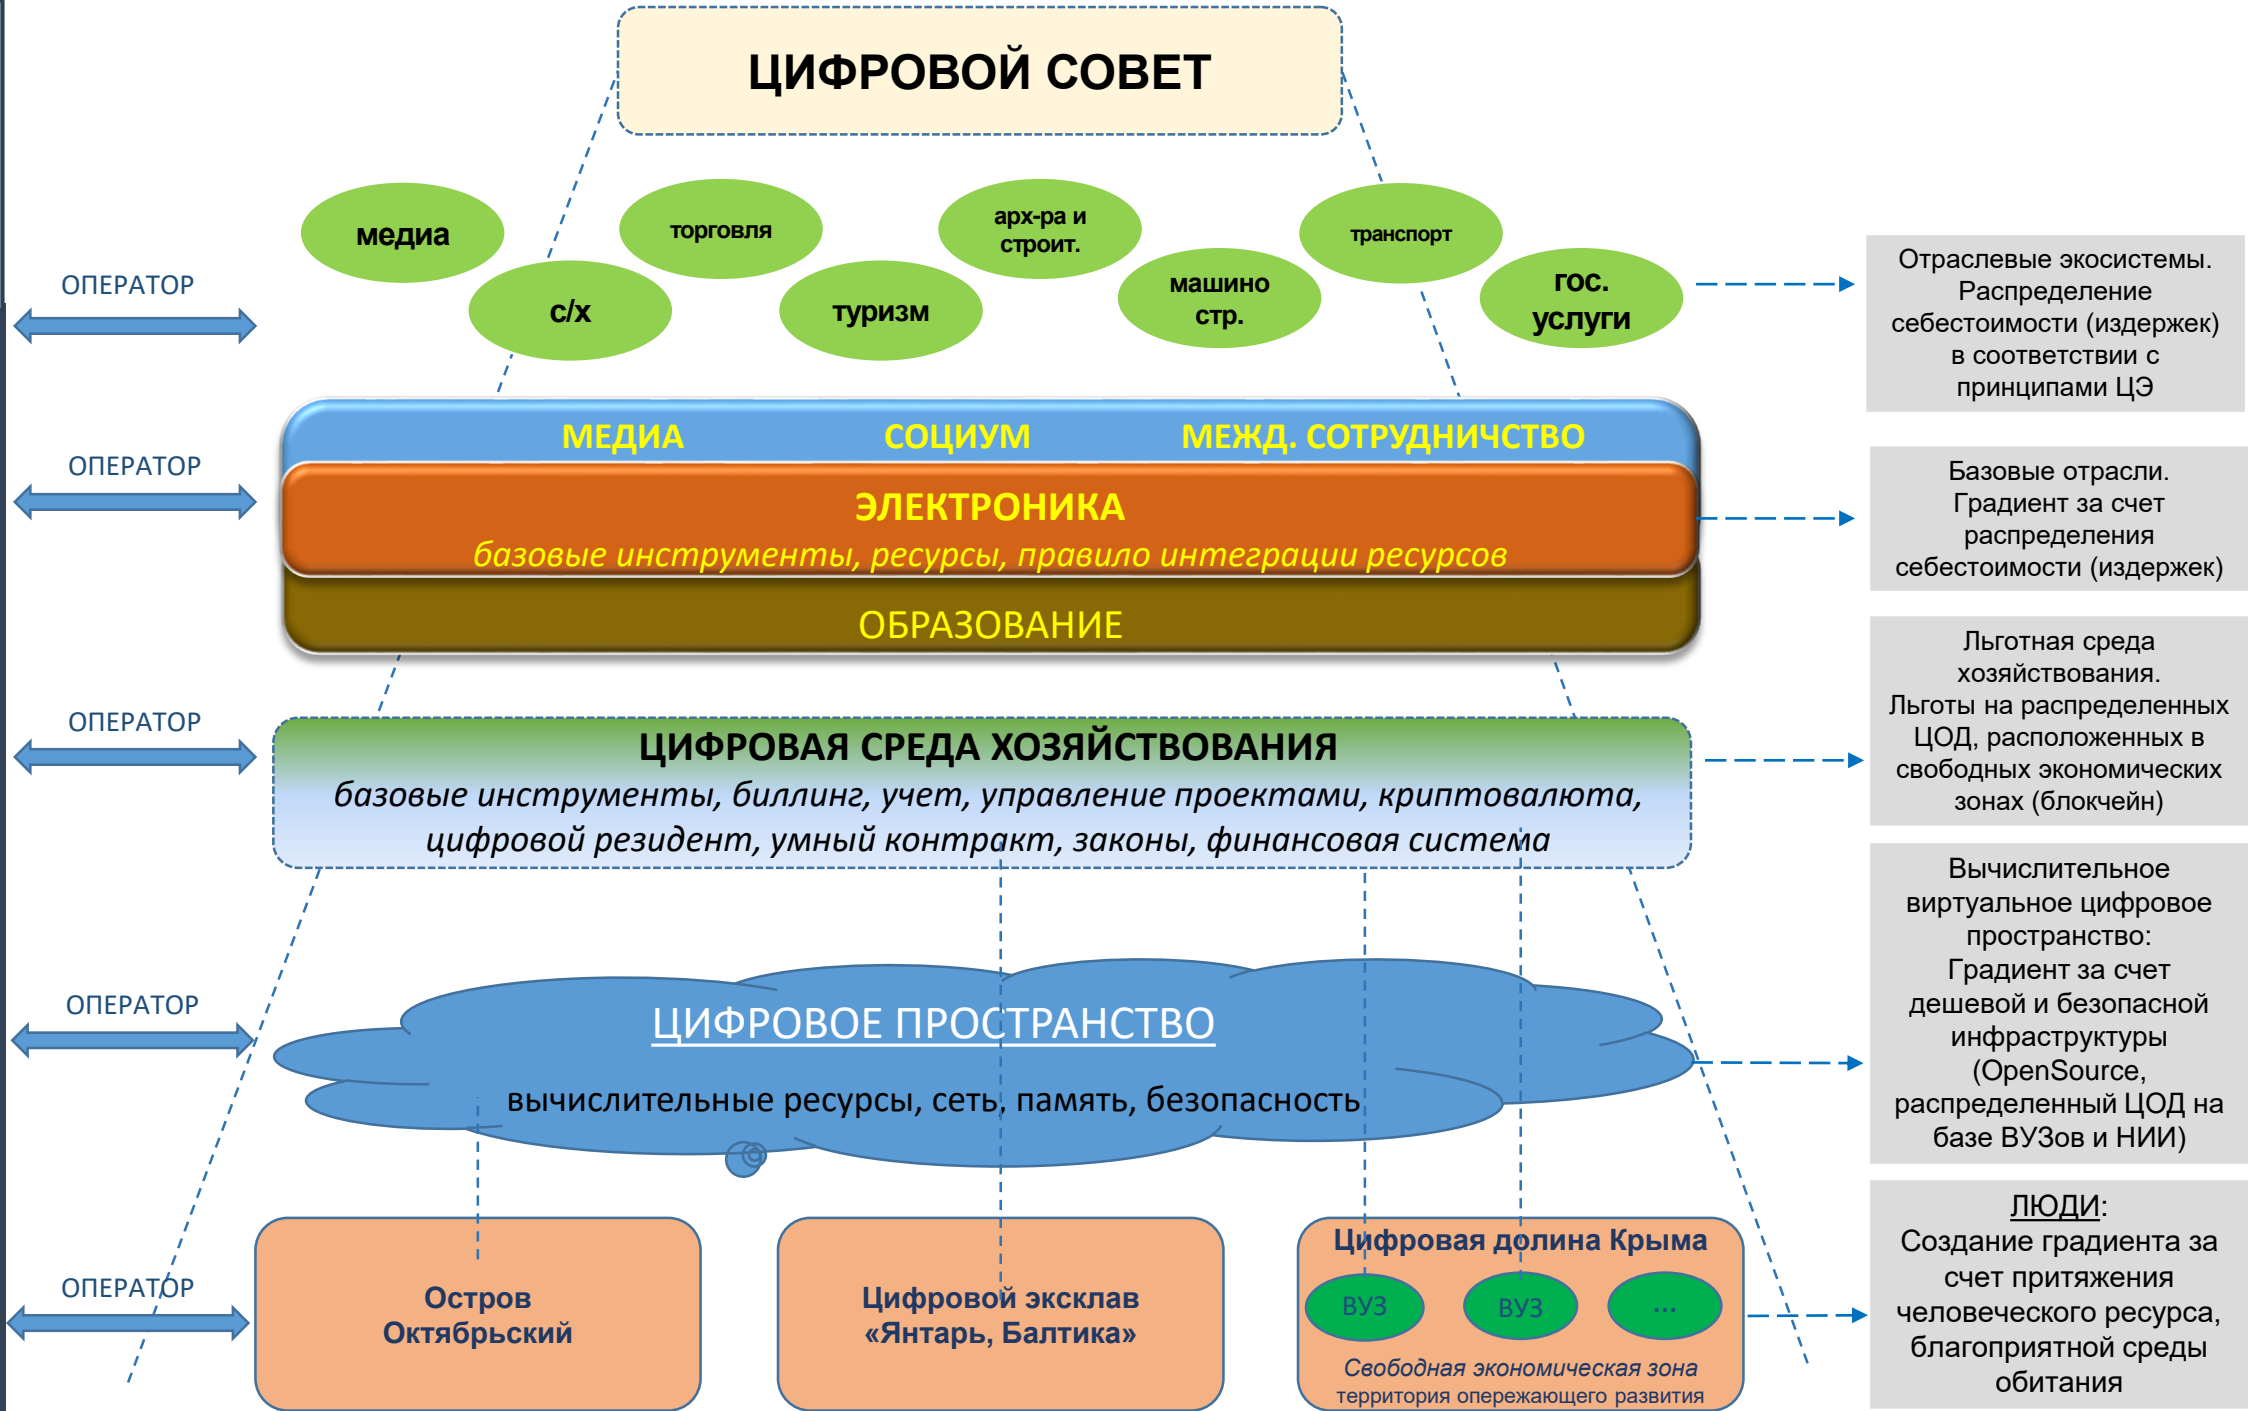 ЦИФРОВОЙ СОВЕТ
медиа
торговля
арх-ра и
строит.
транспорт
с/х
туризм
машино
стр.
гос.
услуги
ОПЕРАТОР
Отраслевые экосистемы.
Распределение
себестоимости (издержек)
в соответствии с
принципами ЦЭ
МЕДИА СОЦИУМ МЕЖД. СОТРУДНИЧСТВО
ОПЕРАТОР
ЭЛЕКТРОНИКА
базовые инструменты, ресурсы, правило интеграции ресурсов
ОБРАЗОВАНИЕ
Базовые отрасли.
Градиент за счет
распределения
себестоимости (издержек)
ОПЕРАТОР
ЦИФРОВАЯ СРЕДА ХОЗЯЙСТВОВАНИЯ
базовые инструменты, биллинг, учет, управление проектами, криптовалюта,
цифровой резидент, умный контракт, законы, финансовая система
Льготная среда
хозяйствования.
Льготы на распределенных
ЦОД, расположенных в
свободных экономических
зонах (блокчейн)
ОПЕРАТОР
ЦИФРОВОЕ ПРОСТРАНСТВО
вычислительные ресурсы, сеть, память, безопасность
Вычислительное
виртуальное цифровое
пространство:
Градиент за счет
дешевой и безопасной
инфраструктуры
(OpenSource,
распределенный ЦОД на
базе ВУЗов и НИИ)
ОПЕРАТОР
Остров
Октябрьский
Цифровой эксклав
«Янтарь, Балтика»
Цифровая долина Крыма
ВУЗ
ВУЗ
...
Свободная экономическая зона
территория опережающего развития
ЛЮДИ:
Создание градиента за
счет притяжения
человеческого ресурса,
благоприятной среды
обитания